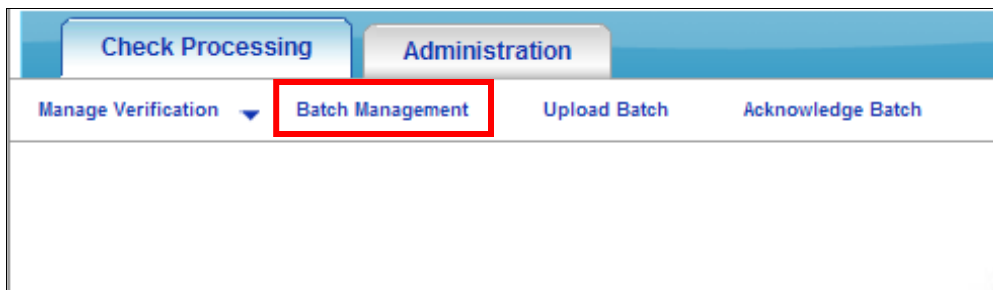 Check Processing Administration
Manage Verification Batch Management Upload Batch Acknowledge Batch